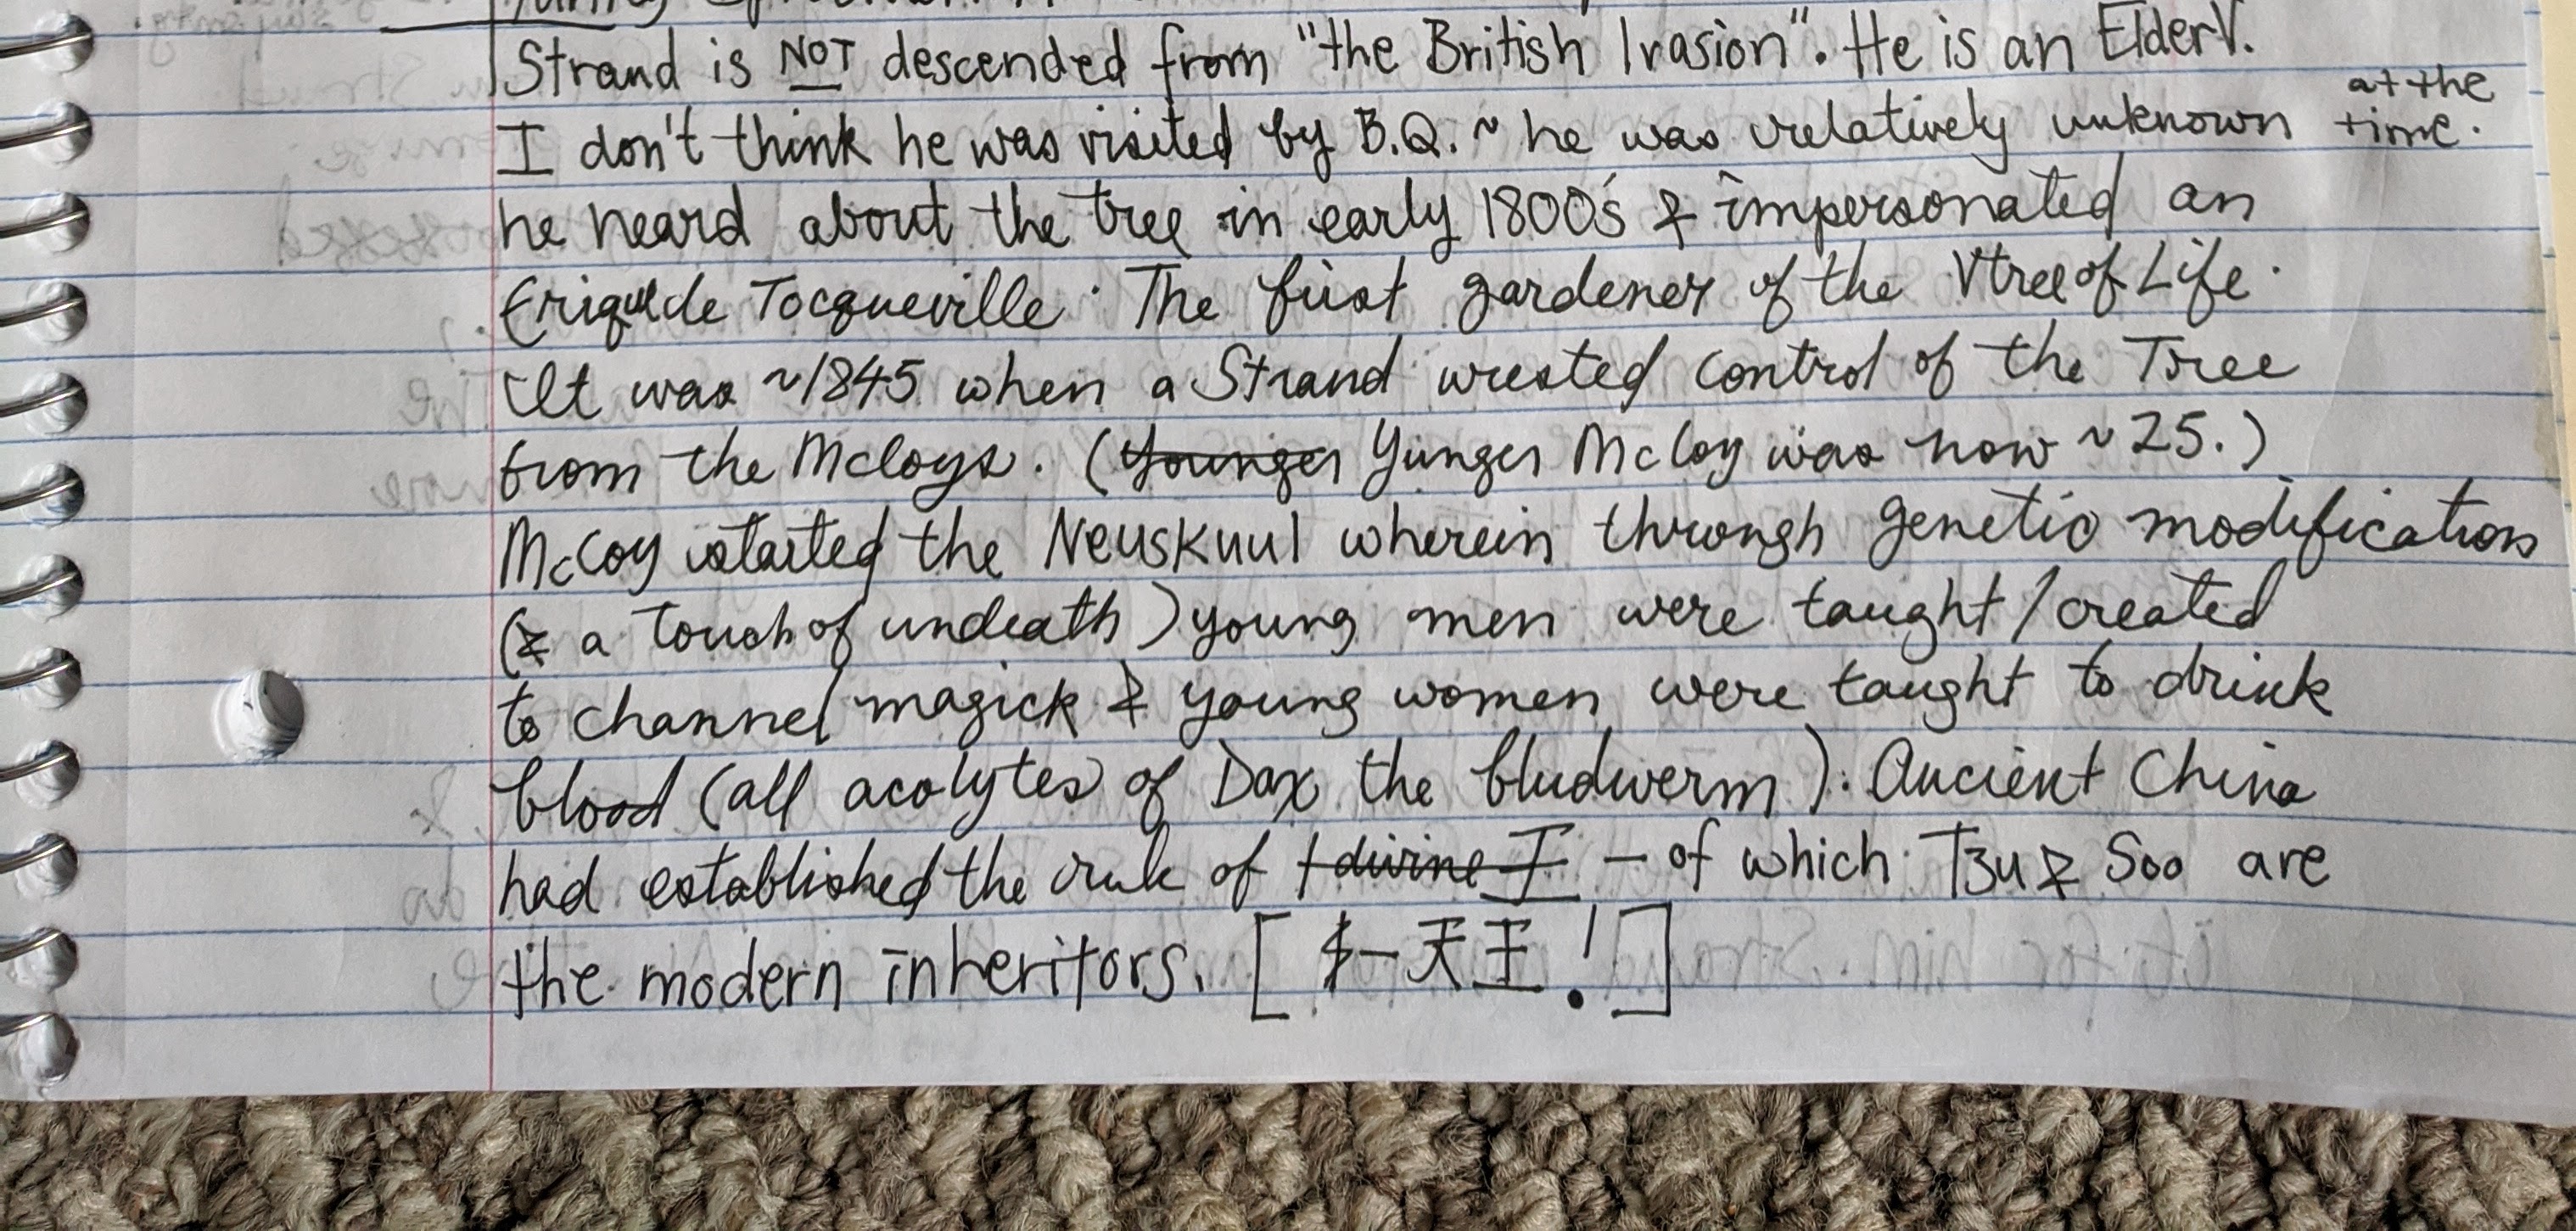 Strand is NOT descended from "the British Ivasion". He is an ElderV.
I don't think he was visited by B.Q. ~ he was relatively unknown at the time.
he heard about the tree in early 1800's & impersonated an
de Tocqueville. The first gardener of the Vtree of Life.
It was ~1845 when a Strand wrested control of the Tree
from the McCoys. (Younger Yunger McCoy was now ~25.)
McCoy started the Neuskuul wherein through genetic modifications
(& a touch of undeath) young men were taught/created
to channel magick & young women were taught to drink
blood (all acolytes of Dax the bludwerm). Ancient China
had established the rule of divine I – of which Tzu & Soo are
the modern inheritors. [一天王!]